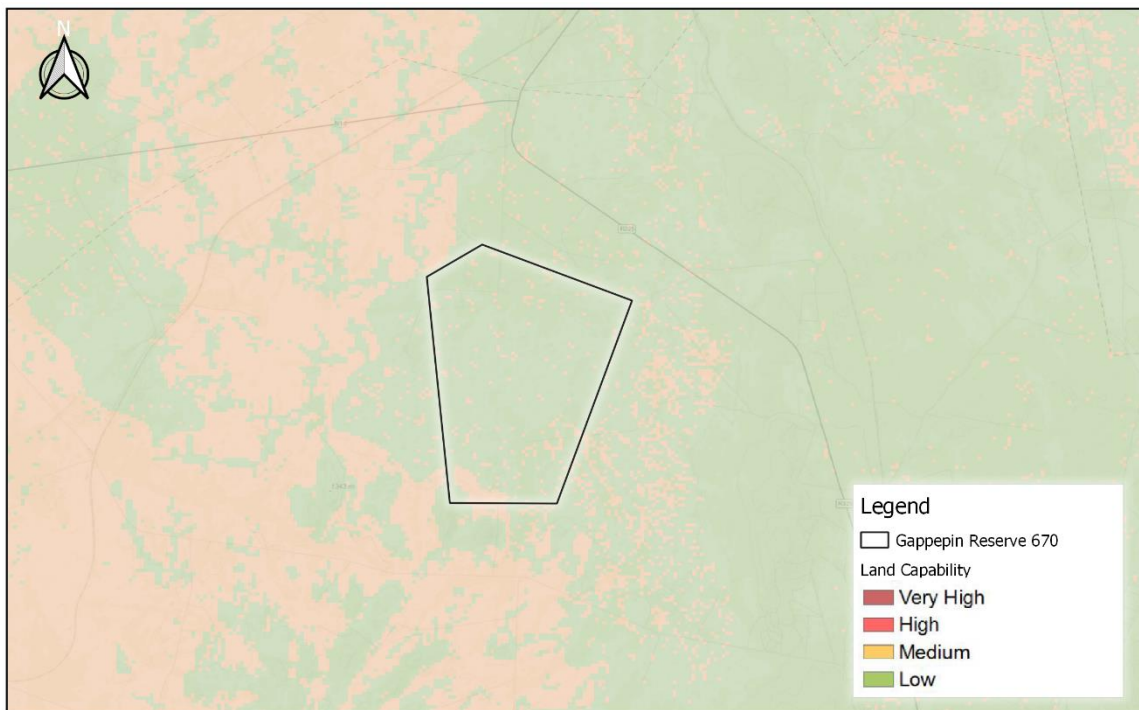 N
Legend
Gappepin Reserve 670
Land Capability
Very High
High
Medium
Low